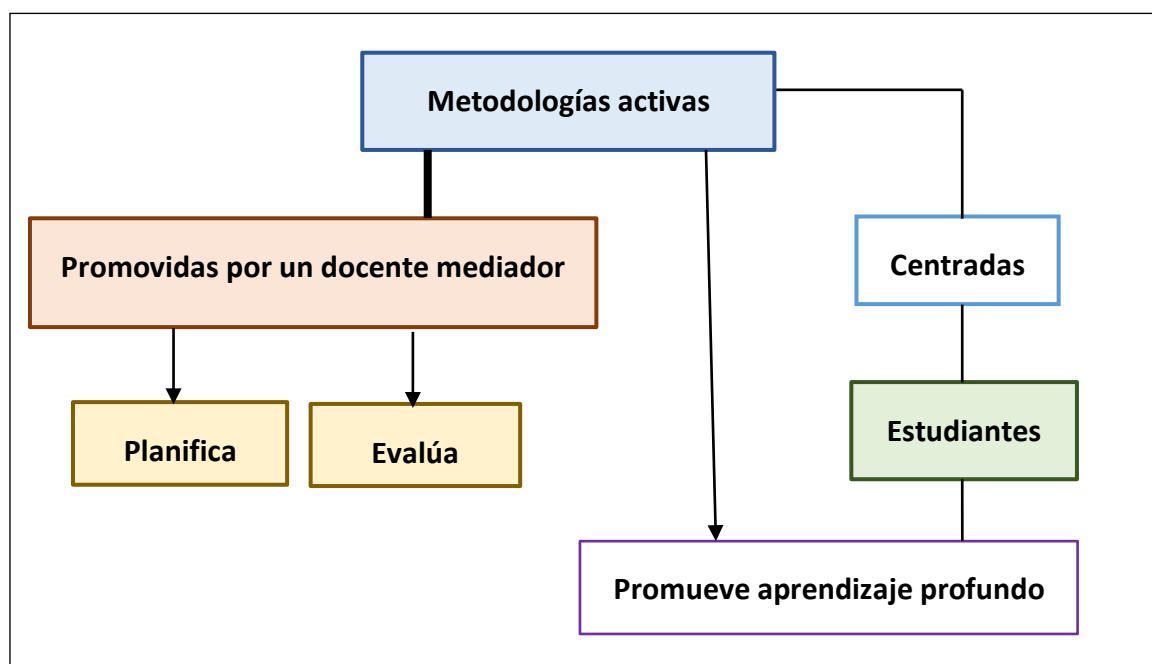 Metodologías activas
Promovidas por un docente mediador
Centradas
Planifica
Evalúa
Estudiantes
Promueve aprendizaje profundo